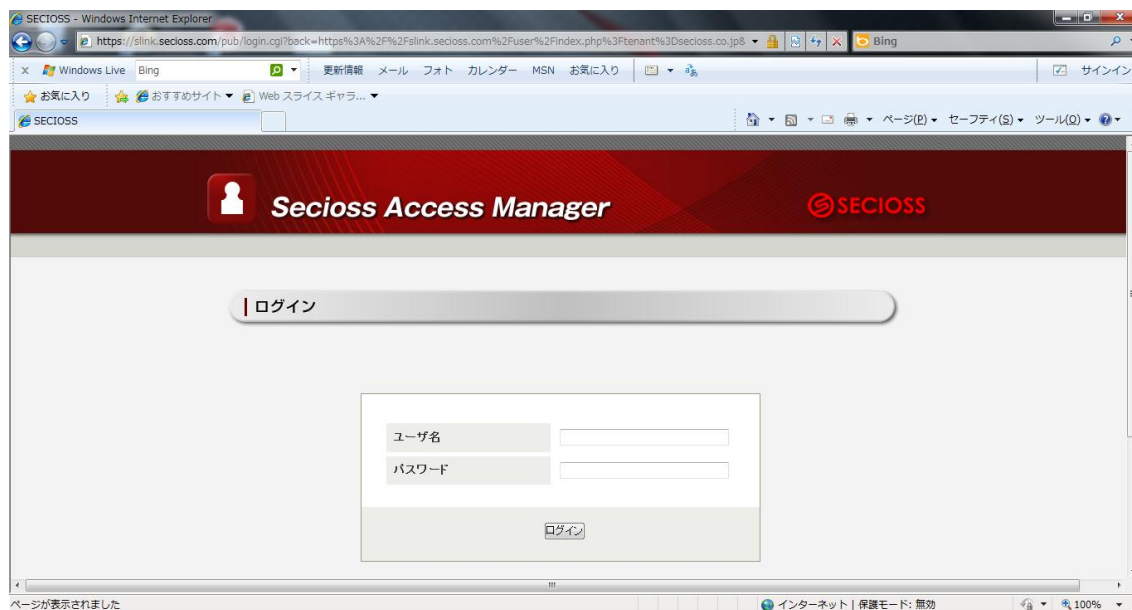 SECIOSS - Windows Internet Explorer
https://slink.secioss.com/pub/login.cgi?back=https%3A%2F%2Fslink.secioss.com%2Fuser%2Findex.php%3Ftenant%3Dsecioss.co.jp&
Bing
x Windows Live Bing 更新情報 メール フォト カレンダー MSN お気に入り サインイン
お気に入り おすすめサイト ▼ Web スライス ギャラ... ▼
SECIOSS ページ(P) セーフティ(S) ツール(O)
Secioss Access Manager SECIOSS
ログイン
ユーザ名
パスワード
ログイン
ページが表示されました インターネット | 保護モード: 無効 100%